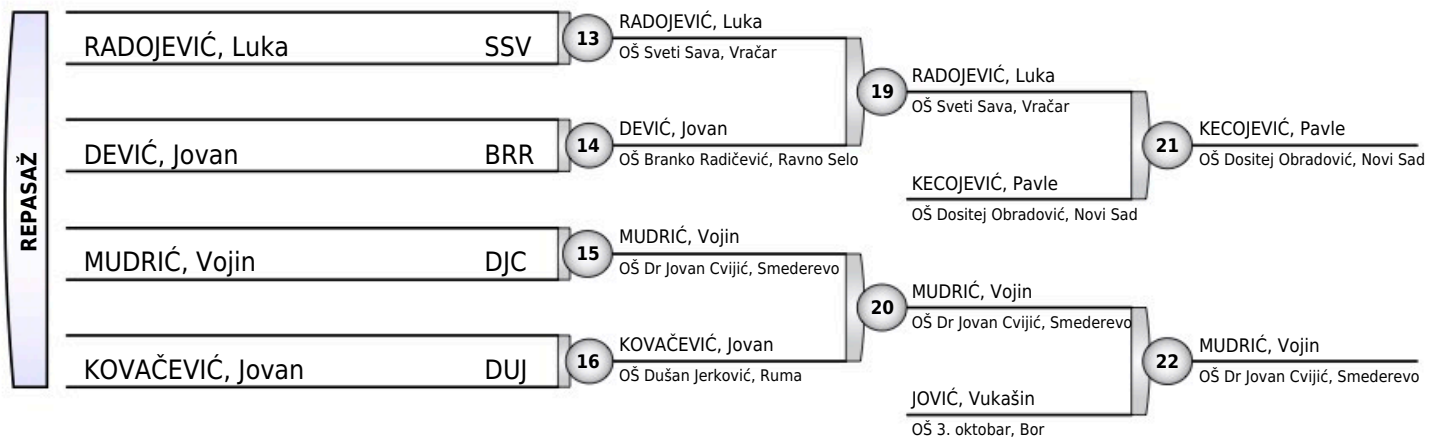 REPASAŽ
RADOJEVIĆ, Luka SSV
DEVIĆ, Jovan BRR
MUDRIĆ, Vojin DJC
KOVAČEVIĆ, Jovan DUJ
13
RADOJEVIĆ, Luka
OŠ Sveti Sava, Vračar
14
DEVIĆ, Jovan
OŠ Branko Radičević, Ravno Selo
15
MUDRIĆ, Vojin
OŠ Dr Jovan Cvijić, Smederevo
16
KOVAČEVIĆ, Jovan
OŠ Dušan Jerković, Ruma
19
RADOJEVIĆ, Luka
OŠ Sveti Sava, Vračar
KECOJEVIĆ, Pavle
OŠ Dositej Obradović, Novi Sad
20
MUDRIĆ, Vojin
OŠ Dr Jovan Cvijić, Smederevo
JOVIĆ, Vukašin
OŠ 3. oktobar, Bor
21
KECOJEVIĆ, Pavle
OŠ Dositej Obradović, Novi Sad
22
MUDRIĆ, Vojin
OŠ Dr Jovan Cvijić, Smederevo